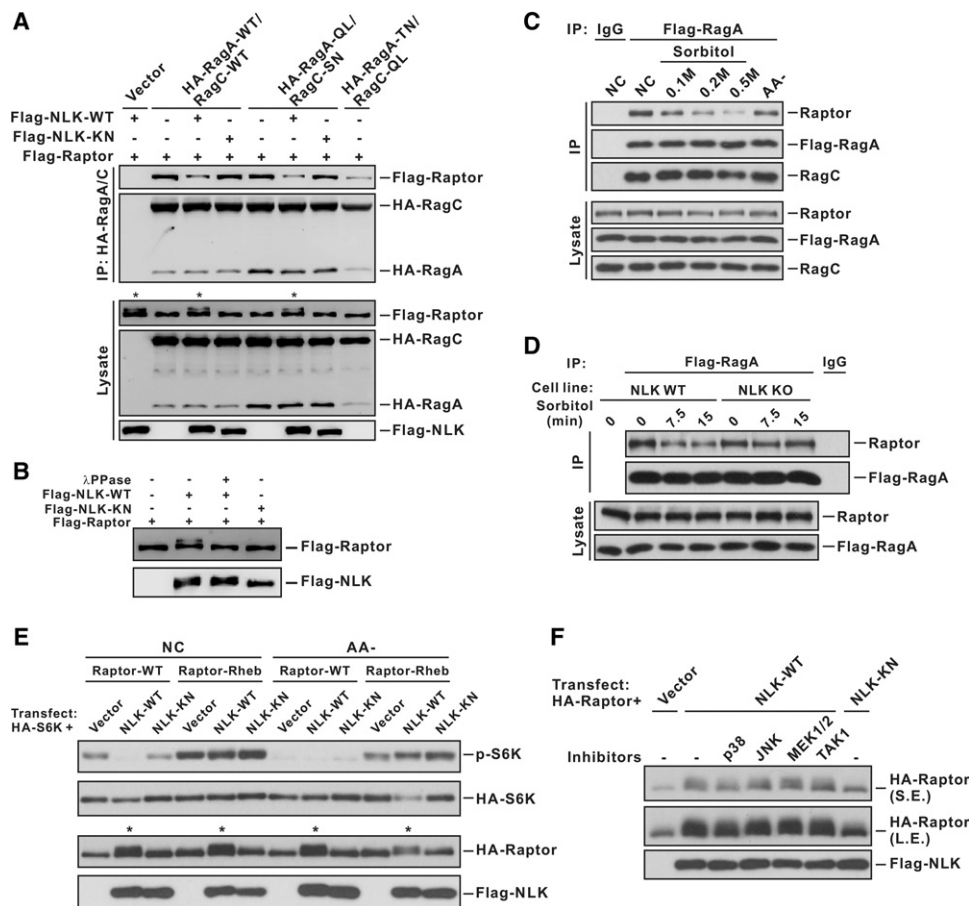 A
Vector
HA-RagA-WT/
RagC-WT
HA-RagA-QL/
RagC-SN
HA-RagA-TN/
RagC-QL
Flag-NLK-WT + - + - - + - -
Flag-NLK-KN - - - + - - + -
Flag-Raptor + + + + + + + +
IP: HA-RagA/C
Flag-Raptor
HA-RagC
HA-RagA
* * *
Lysate
Flag-Raptor
HA-RagC
HA-RagA
Flag-NLK
B
λPPase - - + -
Flag-NLK-WT - + + -
Flag-NLK-KN - - - +
Flag-Raptor + + + +
Flag-Raptor
Flag-NLK
C
IP: IgG Flag-RagA
Sorbitol
NC NC 0.1M 0.2M 0.5M AA-
IP
Raptor
Flag-RagA
RagC
Lysate
Raptor
Flag-RagA
RagC
D
IP: Flag-RagA IgG
Cell line: NLK WT NLK KO
Sorbitol
(min) 0 0 7.5 15 0 7.5 15
IP
Raptor
Flag-RagA
Lysate
Raptor
Flag-RagA
E
NC AA-
Raptor-WT Raptor-Rheb Raptor-WT Raptor-Rheb
Transfect:
HA-S6K +
Vector NLK-WT NLK-KN Vector NLK-WT NLK-KN Vector NLK-WT NLK-KN Vector NLK-WT NLK-KN
p-S6K
HA-S6K
* * * *
HA-Raptor
Flag-NLK
F
Transfect:
HA-Raptor+
Vector NLK-WT NLK-KN
Inhibitors - - p38 JNK MEK1/2 TAK1 -
HA-Raptor
(S.E.)
HA-Raptor
(L.E.)
Flag-NLK